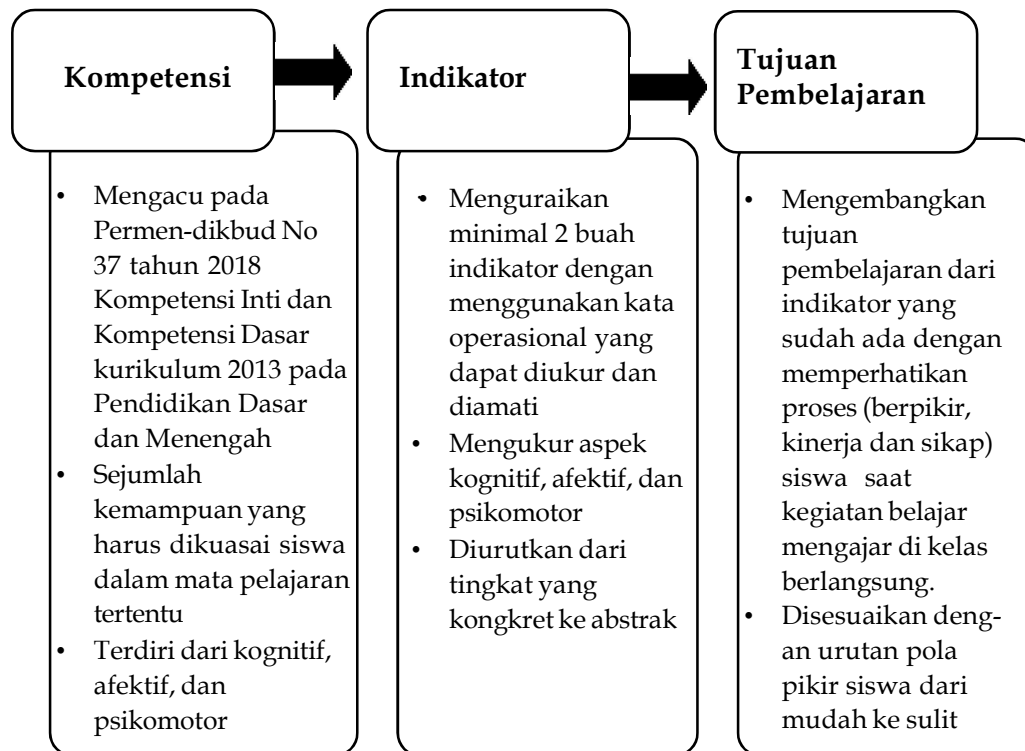 Kompetensi
• Mengacu pada
Permen-dikbud No
37 tahun 2018
Kompetensi Inti dan
Kompetensi Dasar
kurikulum 2013 pada
Pendidikan Dasar
dan Menengah
• Sejumlah
kemampuan yang
harus dikuasai siswa
dalam mata pelajaran
tertentu
• Terdiri dari kognitif,
afektif, dan
psikomotor
Indikator
• Menguraikan
minimal 2 buah
indikator dengan
menggunakan kata
operasional yang
dapat diukur dan
diamati
• Mengukur aspek
kognitif, afektif, dan
psikomotor
• Diurutkan dari
tingkat yang
kongkret ke abstrak
Tujuan
Pembelajaran
• Mengembangkan
tujuan
pembelajaran dari
indikator yang
sudah ada dengan
memperhatikan
proses (berpikir,
kinerja dan sikap)
siswa saat
kegiatan belajar
mengajar di kelas
berlangsung.
• Disesuaikan deng-
an urutan pola
pikir siswa dari
mudah ke sulit